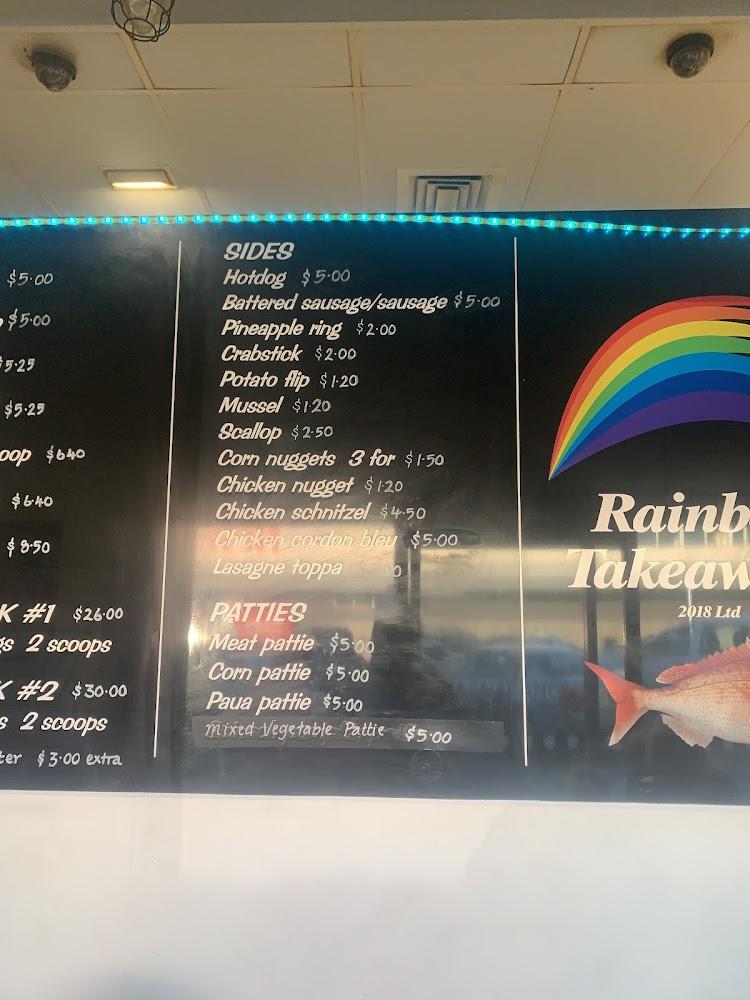 $5.00
$5.00
$5.25
$5.25
oop $6.40
$6.40
$8.50
K #1 $26.00
gs 2 scoops
K #2 $30.00
s 2 scoops
ter $3.00 extra
SIDES
Hotdog $5.00
Battered sausage/sausage $5.00
Pineapple ring $2.00
Crabstick $2.00
Potato flip $1.20
Mussel $1.20
Scallop $2.50
Corn nuggets 3 for $1.50
Chicken nugget $1.20
Chicken schnitzel $4.50
Chicken cordon bleu $5.00
Lasagne toppa
PATTIES
Meat pattie $5.00
Corn pattie $5.00
Paua pattie $5.00
Mixed Vegetable Pattie $5.00
Rainb
Takeaw
2018 Ltd